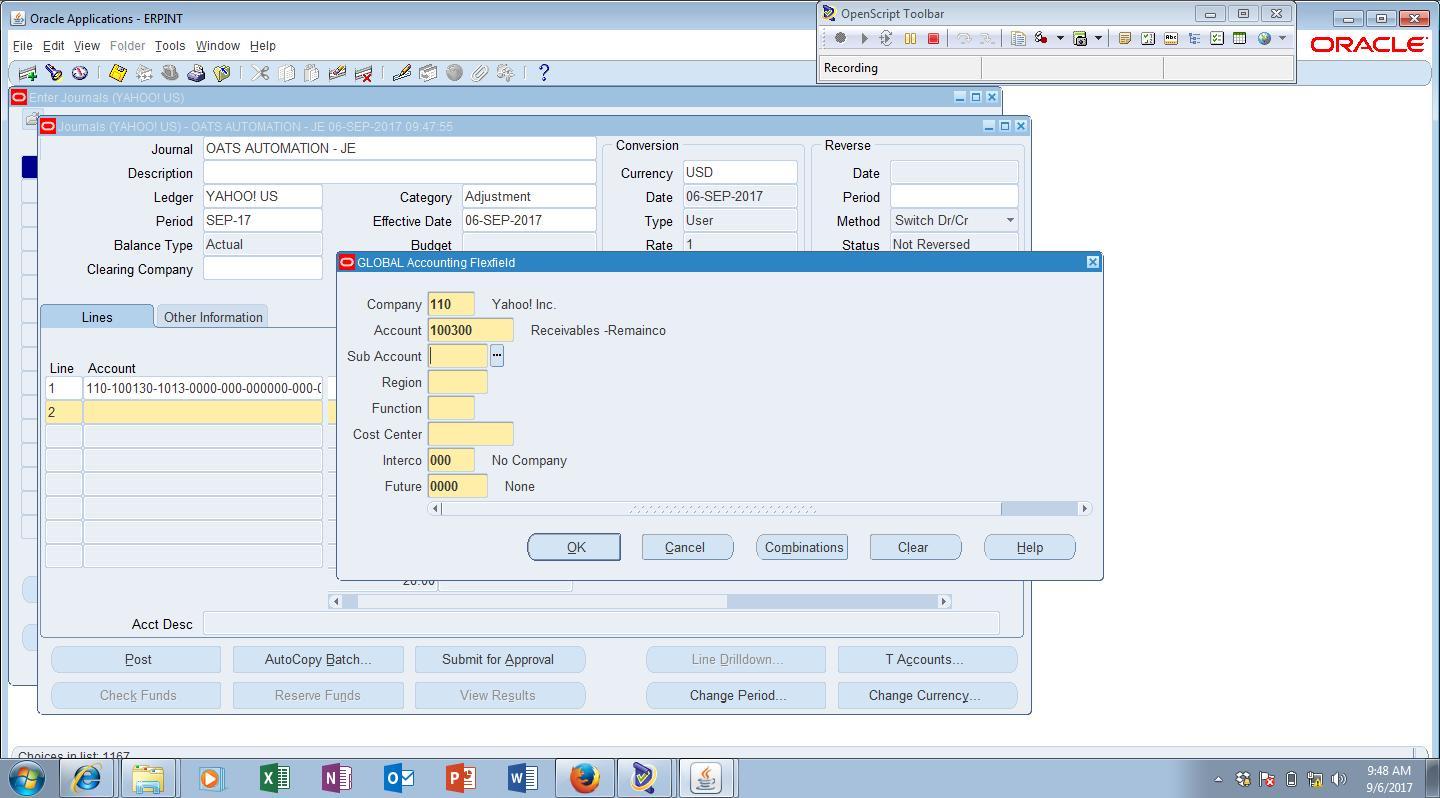 Oracle Applications - ERPINT
OpenScript Toolbar
File Edit View Folder Tools Window Help
ORACLE
Recording
Enter Journals (YAHOO! US)
Journals (YAHOO! US) - OATS AUTOMATION - JE 06-SEP-2017 09:47:55
Journal OATS AUTOMATION - JE
Description
Ledger YAHOO! US Category Adjustment
Period SEP-17 Effective Date 06-SEP-2017
Balance Type Actual Budget
Clearing Company
Conversion
Currency USD
Date 06-SEP-2017
Type User
Rate 1
Reverse
Date
Period
Method Switch Dr/Cr
Status Not Reversed
GLOBAL Accounting Flexfield
Company 110 Yahoo! Inc.
Account 100300 Receivables -Remainco
Sub Account
Region
Function
Cost Center
Interco 000 No Company
Future 0000 None
OK Cancel Combinations Clear Help
Lines Other Information
Line Account
1 110-100130-1013-0000-000-000000-000-0
2
20.00
Acct Desc
Post AutoCopy Batch... Submit for Approval Line Drilldown... T Accounts...
Check Funds Reserve Funds View Results Change Period... Change Currency...
Choices in list: 1167
9:48 AM
9/6/2017